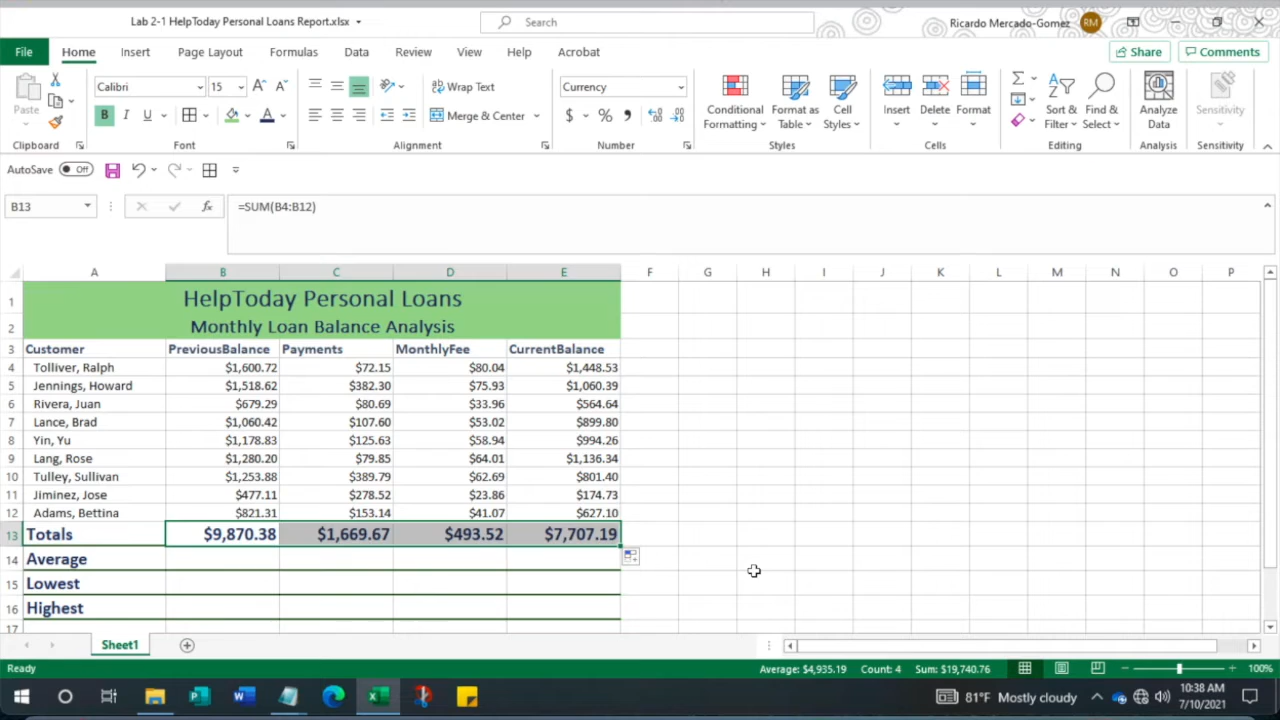 Lab 2-1 HelpToday Personal Loans Report.xlsx
Search
Ricardo Mercado-Gomez RM
File Home Insert Page Layout Formulas Data Review View Help Acrobat Share Comments
Calibri 15 Wrap Text Currency
Paste B I U A Merge & Center $ % Conditional Formatting Format as Table Cell Styles Insert Delete Format Sort & Filter Find & Select Analyze Data Sensitivity
Clipboard Font Alignment Number Styles Cells Editing Analysis Sensitivity
AutoSave Off
B13 fx =SUM(B4:B12)
A B C D E F G H I J K L M N O P
1 HelpToday Personal Loans
2 Monthly Loan Balance Analysis
3 Customer PreviousBalance Payments MonthlyFee CurrentBalance
4 Tolliver, Ralph $1,600.72 $72.15 $80.04 $1,448.53
5 Jennings, Howard $1,518.62 $382.30 $75.93 $1,060.39
6 Rivera, Juan $679.29 $80.69 $33.96 $564.64
7 Lance, Brad $1,060.42 $107.60 $53.02 $899.80
8 Yin, Yu $1,178.83 $125.63 $58.94 $994.26
9 Lang, Rose $1,280.20 $79.85 $64.01 $1,136.34
10 Tulley, Sullivan $1,253.88 $389.79 $62.69 $801.40
11 Jiminez, Jose $477.11 $278.52 $23.86 $174.73
12 Adams, Bettina $821.31 $153.14 $41.07 $627.10
13 Totals $9,870.38 $1,669.67 $493.52 $7,707.19
14 Average
15 Lowest
16 Highest
17
Sheet1
Ready Average: $4,935.19 Count: 4 Sum: $19,740.76 100%
81°F Mostly cloudy 10:38 AM
7/10/2021